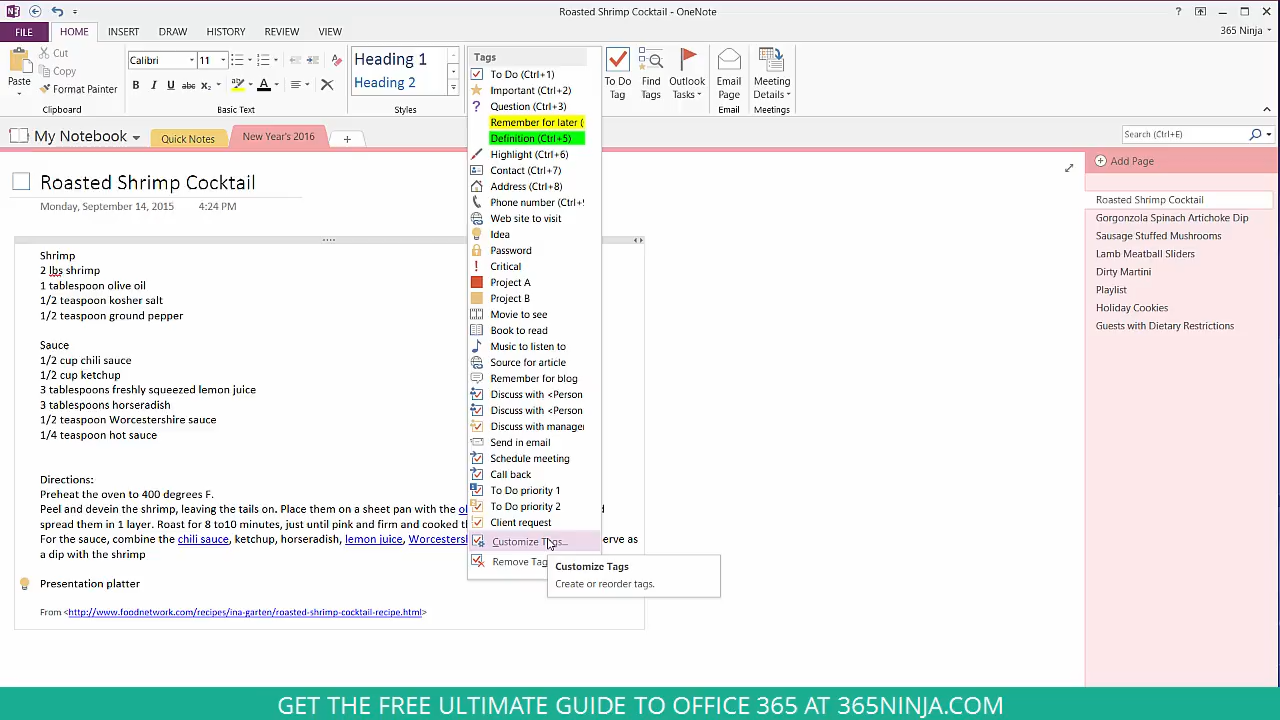 Roasted Shrimp Cocktail - OneNote
?
365 Ninja
FILE
HOME
INSERT
DRAW
HISTORY
REVIEW
VIEW
Paste
Cut
Copy
Format Painter
Clipboard
Calibri
11
B I U abc X₂
A
Basic Text
Heading 1
Heading 2
Styles
Tags
To Do (Ctrl+1)
Important (Ctrl+2)
Question (Ctrl+3)
Remember for later (
Definition (Ctrl+5)
Highlight (Ctrl+6)
Contact (Ctrl+7)
Address (Ctrl+8)
Phone number (Ctrl+
Web site to visit
Idea
Password
Critical
Project A
Project B
Movie to see
Book to read
Music to listen to
Source for article
Remember for blog
Discuss with <Person
Discuss with <Person
Discuss with manager
Send in email
Schedule meeting
Call back
To Do priority 1
To Do priority 2
Client request
Customize Tags...
Remove Tag
Customize Tags
Create or reorder tags.
To Do
Tag
Find
Tags
Outlook
Tasks
Email
Page
Email
Meeting
Details
Meetings
My Notebook
Quick Notes
New Year's 2016
+
Search (Ctrl+E)
Roasted Shrimp Cocktail
Monday, September 14, 2015 4:24 PM
Shrimp
2 lbs shrimp
1 tablespoon olive oil
1/2 teaspoon kosher salt
1/2 teaspoon ground pepper
Sauce
1/2 cup chili sauce
1/2 cup ketchup
3 tablespoons freshly squeezed lemon juice
3 tablespoons horseradish
1/2 teaspoon Worcestershire sauce
1/4 teaspoon hot sauce
Directions:
Preheat the oven to 400 degrees F.
Peel and devein the shrimp, leaving the tails on. Place them on a sheet pan with the ol d
spread them in 1 layer. Roast for 8 to10 minutes, just until pink and firm and cooked th
For the sauce, combine the chili sauce, ketchup, horseradish, lemon juice, Worcesters erve as
a dip with the shrimp
Presentation platter
From <http://www.foodnetwork.com/recipes/ina-garten/roasted-shrimp-cocktail-recipe.html>
Add Page
Roasted Shrimp Cocktail
Gorgonzola Spinach Artichoke Dip
Sausage Stuffed Mushrooms
Lamb Meatball Sliders
Dirty Martini
Playlist
Holiday Cookies
Guests with Dietary Restrictions
GET THE FREE ULTIMATE GUIDE TO OFFICE 365 AT 365NINJA.COM